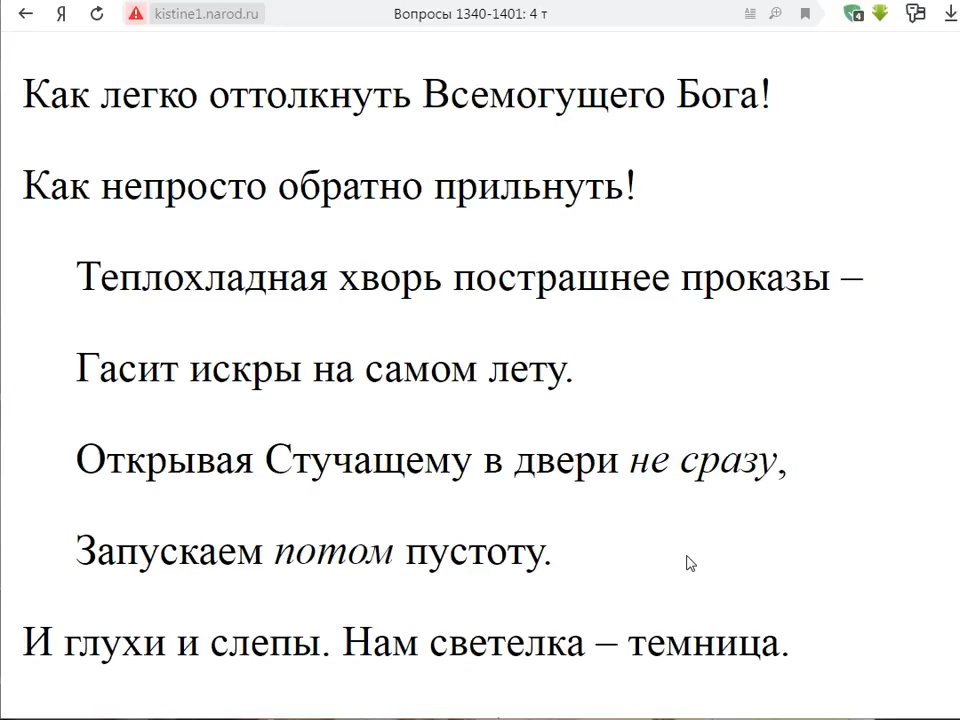 Я kistine1.narod.ru Вопросы 1340-1401: 4 т 4
Как легко оттолкнуть Всемогущего Бога!
Как непросто обратно прильнуть!
Теплохладная хворь пострашнее проказы –
Гасит искры на самом лету.
Открывая Стучащему в двери не сразу,
Запускаем потом пустоту.
И глухи и слепы. Нам светелка – темница.